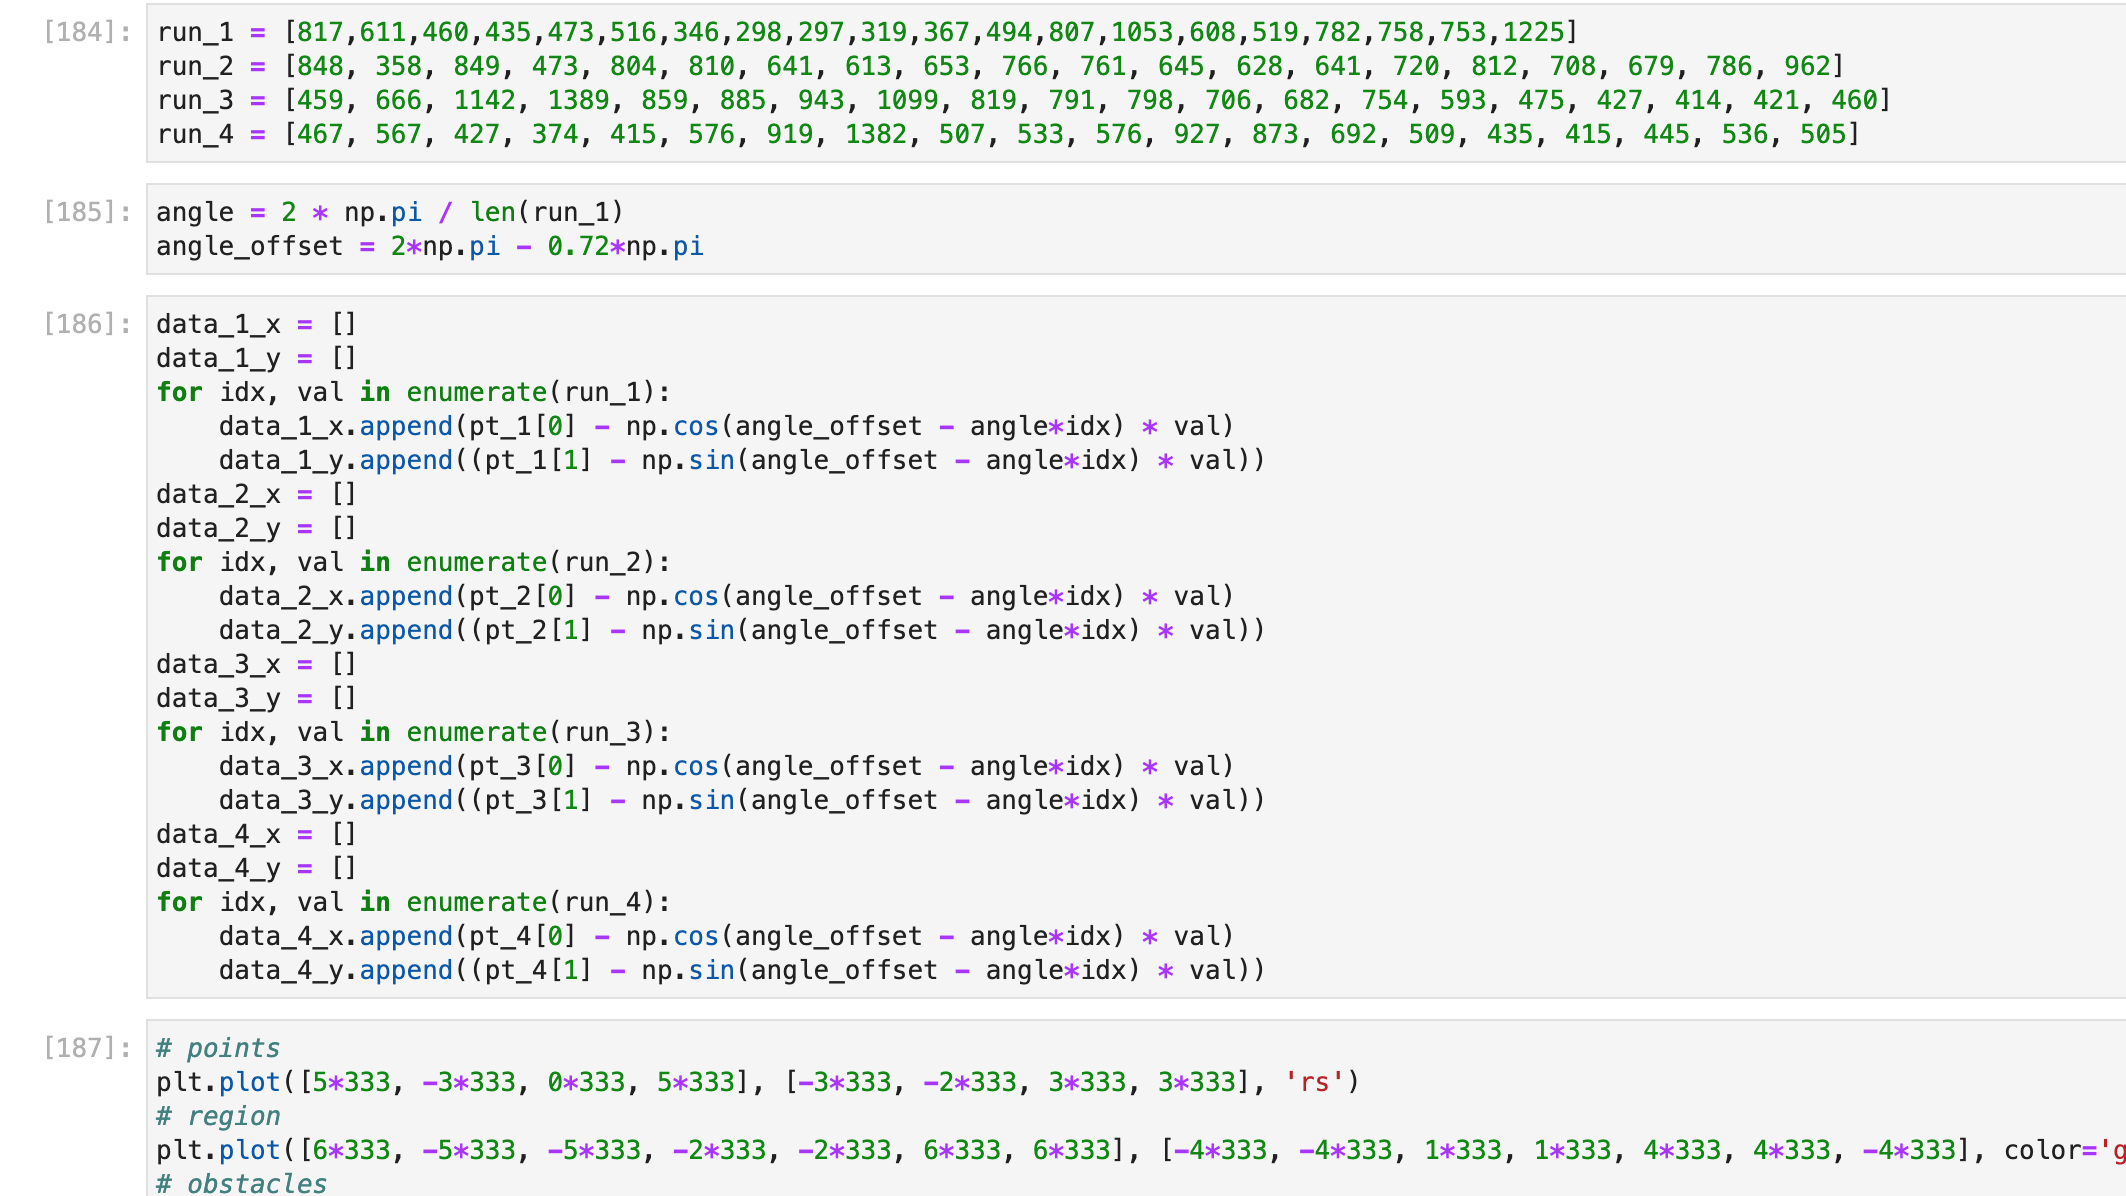 [184]: run_1 = [817,611,460,435,473,516,346,298,297,319,367,494,807,1053,608,519,782,758,753,1225]
run_2 = [848, 358, 849, 473, 804, 810, 641, 613, 653, 766, 761, 645, 628, 641, 720, 812, 708, 679, 786, 962]
run_3 = [459, 666, 1142, 1389, 859, 885, 943, 1099, 819, 791, 798, 706, 682, 754, 593, 475, 427, 414, 421, 460]
run_4 = [467, 567, 427, 374, 415, 576, 919, 1382, 507, 533, 576, 927, 873, 692, 509, 435, 415, 445, 536, 505]
[185]: angle = 2 * np.pi / len(run_1)
angle_offset = 2*np.pi - 0.72*np.pi
[186]: data_1_x = []
data_1_y = []
for idx, val in enumerate(run_1):
    data_1_x.append(pt_1[0] - np.cos(angle_offset - angle*idx) * val)
    data_1_y.append((pt_1[1] - np.sin(angle_offset - angle*idx) * val))
data_2_x = []
data_2_y = []
for idx, val in enumerate(run_2):
    data_2_x.append(pt_2[0] - np.cos(angle_offset - angle*idx) * val)
    data_2_y.append((pt_2[1] - np.sin(angle_offset - angle*idx) * val))
data_3_x = []
data_3_y = []
for idx, val in enumerate(run_3):
    data_3_x.append(pt_3[0] - np.cos(angle_offset - angle*idx) * val)
    data_3_y.append((pt_3[1] - np.sin(angle_offset - angle*idx) * val))
data_4_x = []
data_4_y = []
for idx, val in enumerate(run_4):
    data_4_x.append(pt_4[0] - np.cos(angle_offset - angle*idx) * val)
    data_4_y.append((pt_4[1] - np.sin(angle_offset - angle*idx) * val))
[187]: # points
plt.plot([5*333, -3*333, 0*333, 5*333], [-3*333, -2*333, 3*333, 3*333], 'rs')
# region
plt.plot([6*333, -5*333, -5*333, -2*333, -2*333, 6*333, 6*333], [-4*333, -4*333, 1*333, 1*333, 4*333, 4*333, -4*333], color='g
# obstacles